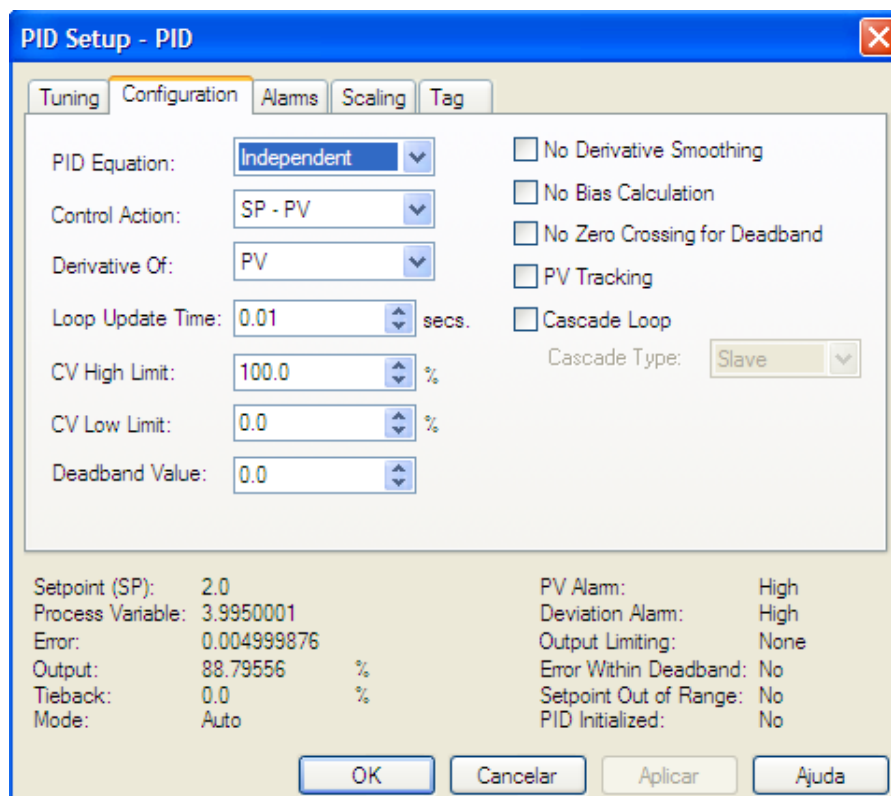 PID Setup - PID
Tuning Configuration Alarms Scaling Tag
PID Equation: Independent
Control Action: SP - PV
Derivative Of: PV
Loop Update Time: 0.01 secs.
CV High Limit: 100.0 %
CV Low Limit: 0.0 %
Deadband Value: 0.0
No Derivative Smoothing
No Bias Calculation
No Zero Crossing for Deadband
PV Tracking
Cascade Loop
Cascade Type: Slave
Setpoint (SP): 2.0
Process Variable: 3.9950001
Error: 0.004999876
Output: 88.79556 %
Tieback: 0.0 %
Mode: Auto
PV Alarm: High
Deviation Alarm: High
Output Limiting: None
Error Within Deadband: No
Setpoint Out of Range: No
PID Initialized: No
OK Cancelar Aplicar Ajuda